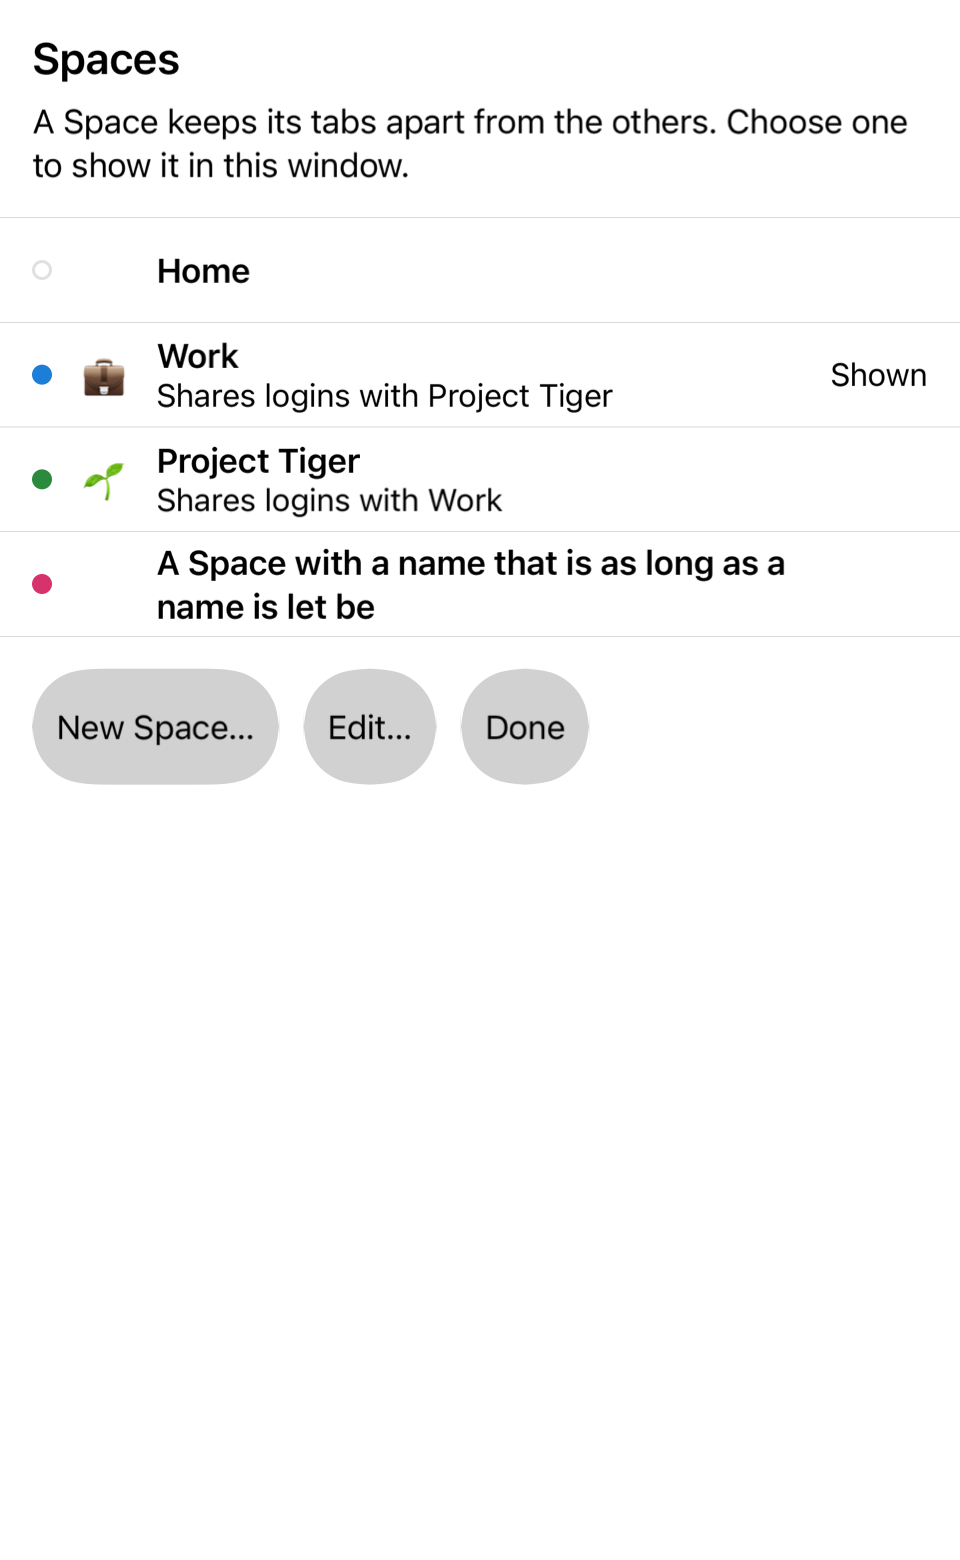 Spaces
A Space keeps its tabs apart from the others. Choose one
to show it in this window.
Home
Work
Shares logins with Project Tiger
Shown
Project Tiger
Shares logins with Work
A Space with a name that is as long as a
name is let be
New Space...
Edit...
Done